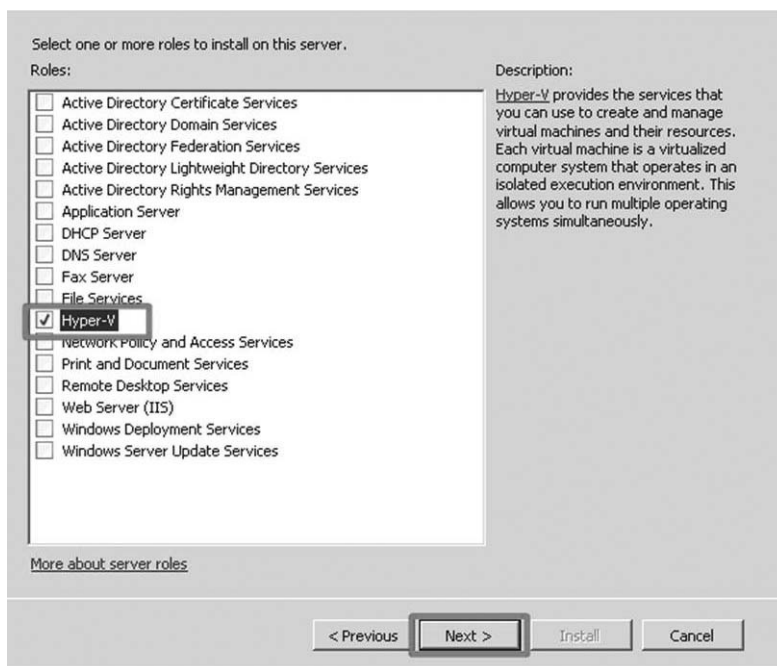 Select one or more roles to install on this server.
Roles:
Active Directory Certificate Services
Active Directory Domain Services
Active Directory Federation Services
Active Directory Lightweight Directory Services
Active Directory Rights Management Services
Application Server
DHCP Server
DNS Server
Fax Server
File Services
Hyper-V
Network Policy and Access Services
Print and Document Services
Remote Desktop Services
Web Server (IIS)
Windows Deployment Services
Windows Server Update Services
More about server roles
Description:
Hyper-V provides the services that
you can use to create and manage
virtual machines and their resources.
Each virtual machine is a virtualized
computer system that operates in an
isolated execution environment. This
allows you to run multiple operating
systems simultaneously.
< Previous
Next >
Install
Cancel